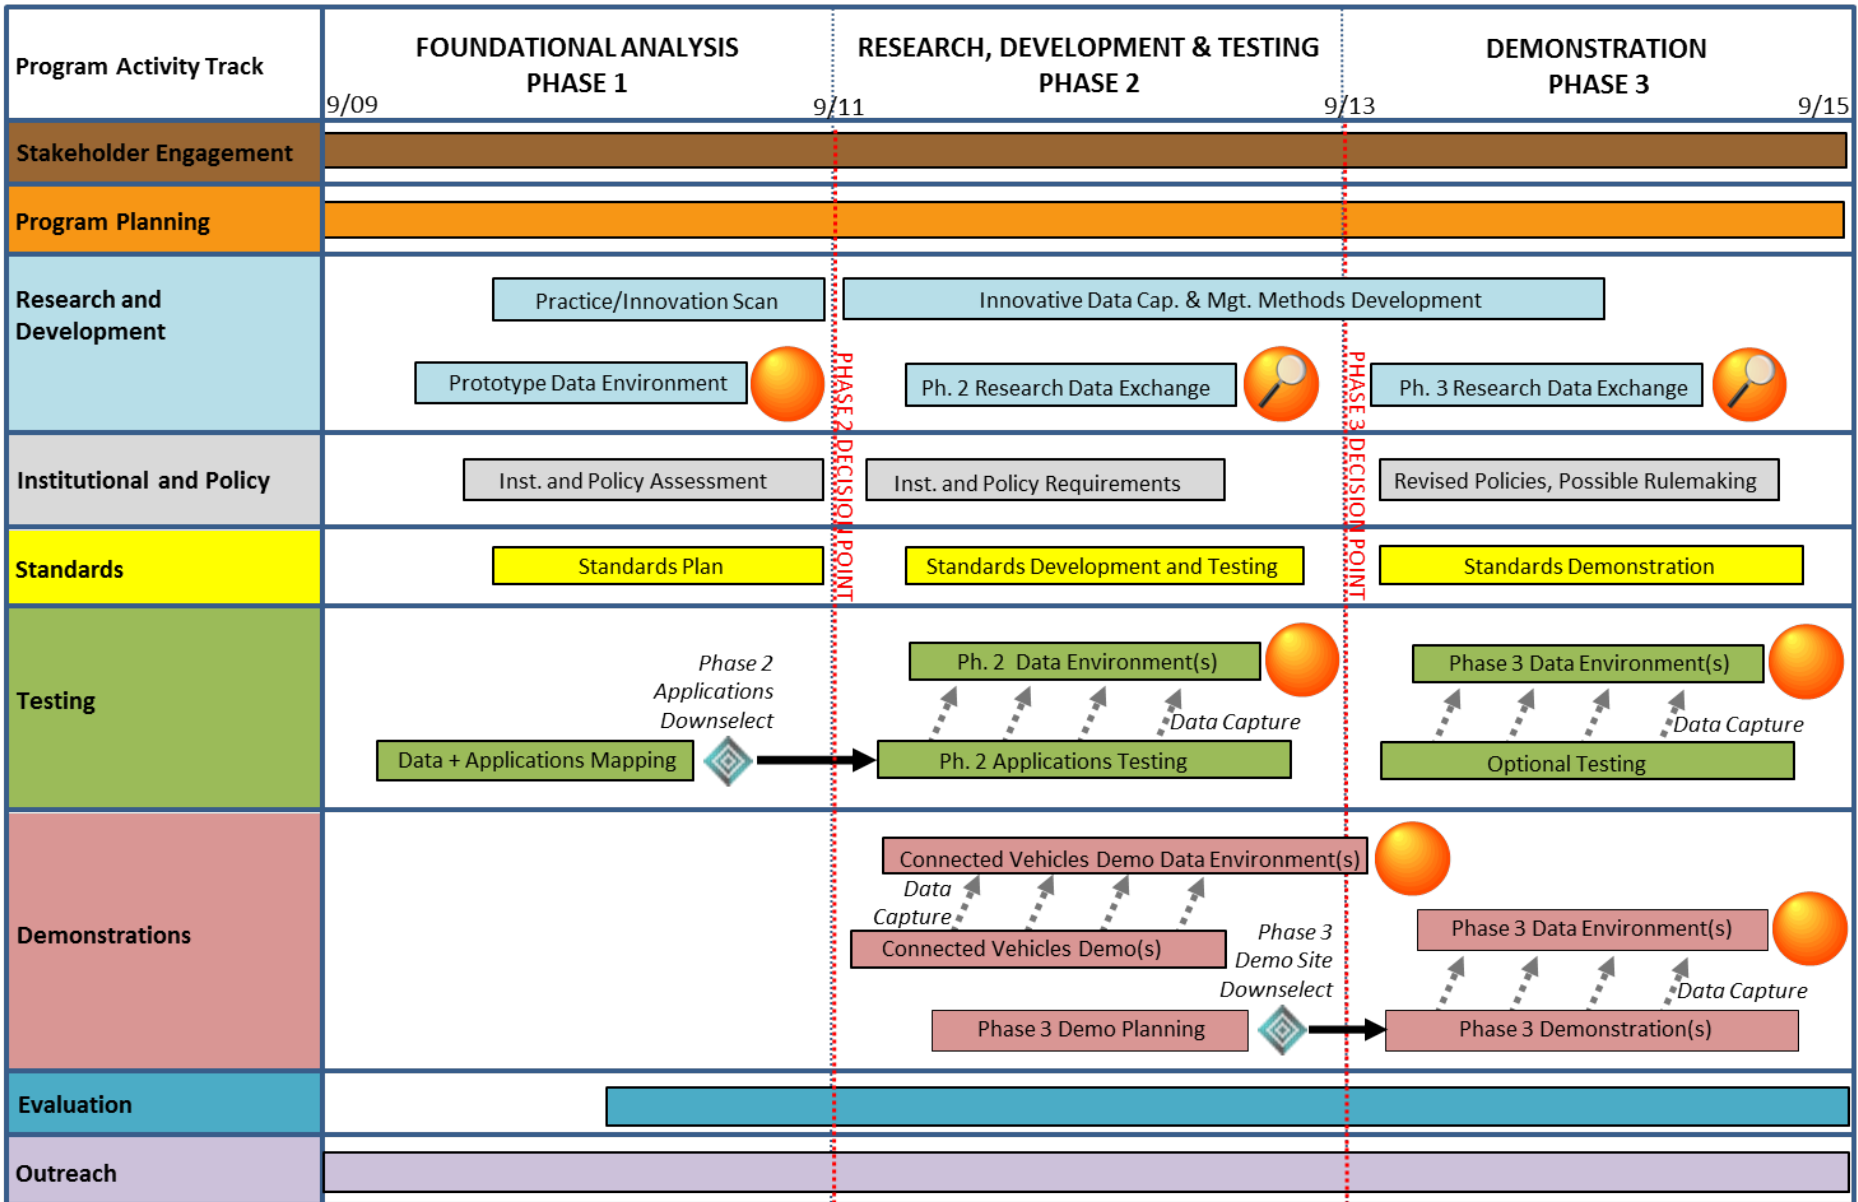 Program Activity Track
FOUNDATIONAL ANALYSIS
PHASE 1
RESEARCH, DEVELOPMENT & TESTING
PHASE 2
DEMONSTRATION
PHASE 3
9/09
9/11
9/13
9/15
Stakeholder Engagement
Program Planning
Research and
Development
Practice/Innovation Scan
Innovative Data Cap. & Mgt. Methods Development
Prototype Data Environment
Ph. 2 Research Data Exchange
Ph. 3 Research Data Exchange
PHASE 2 DECISION POINT
PHASE 3 DECISION POINT
Institutional and Policy
Inst. and Policy Assessment
Inst. and Policy Requirements
Revised Policies, Possible Rulemaking
Standards
Standards Plan
Standards Development and Testing
Standards Demonstration
Testing
Phase 2
Applications
Downselect
Data + Applications Mapping
Ph. 2 Data Environment(s)
Data Capture
Ph. 2 Applications Testing
Phase 3 Data Environment(s)
Data Capture
Optional Testing
Demonstrations
Connected Vehicles Demo Data Environment(s)
Data
Capture
Connected Vehicles Demo(s)
Phase 3
Demo Site
Downselect
Phase 3 Demo Planning
Phase 3 Data Environment(s)
Data Capture
Phase 3 Demonstration(s)
Evaluation
Outreach